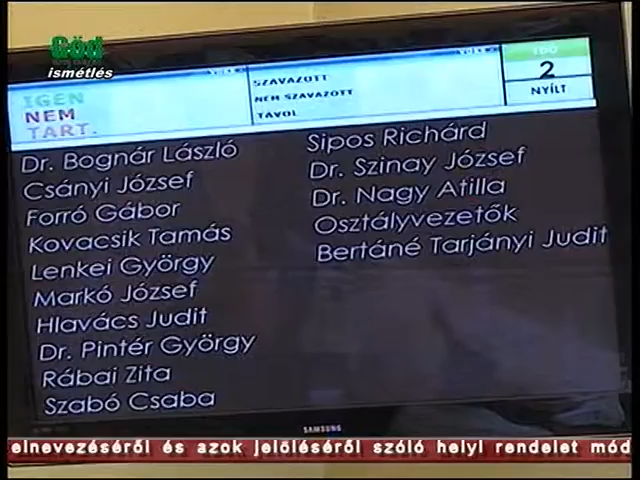 Göd
ismétlés
IGEN
NEM
TART.
SZAVAZOTT
NEM SZAVAZOTT
TÁVOL
IDŐ
2
NYÍLT
Dr. Bognár László
Csányi József
Forró Gábor
Kovacsik Tamás
Lenkei György
Markó József
Hlavács Judit
Dr. Pintér György
Rábai Zita
Szabó Csaba
Sipos Richárd
Dr. Szinay József
Dr. Nagy Atilla
Osztályvezetők
Bertáné Tarjányi Judit
SAMSUNG
elnevezéséről és azok jelöléséről szóló helyi rendelet mód